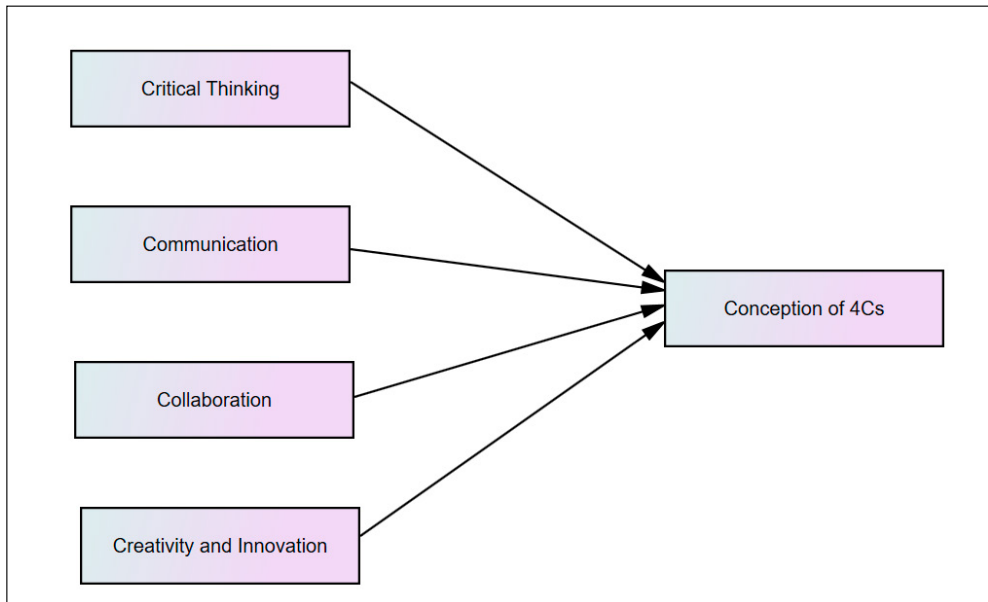 Critical Thinking
Communication
Conception of 4Cs
Collaboration
Creativity and Innovation